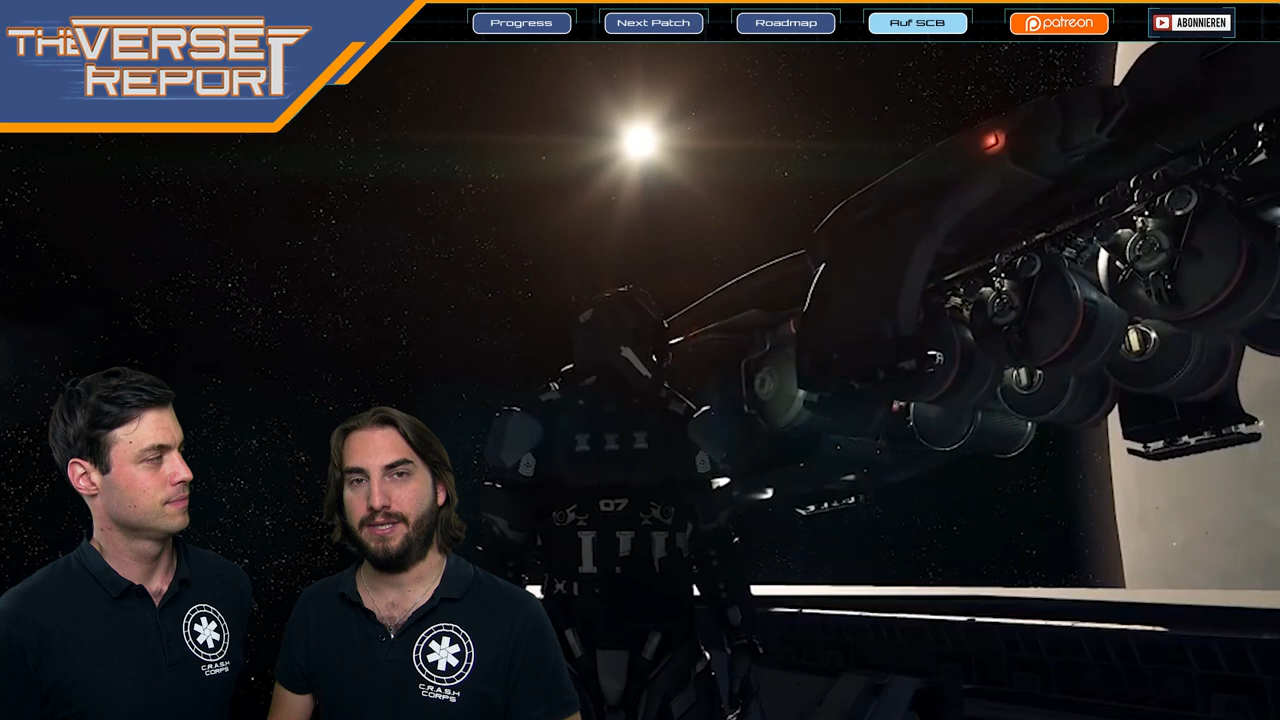 THE VERSE
REPORT
Progress
Next Patch
Roadmap
Auf SCB
patreon
ABONNIEREN
07
C.R.A.S.H
CORPS
C.R.A.S.H
CORPS